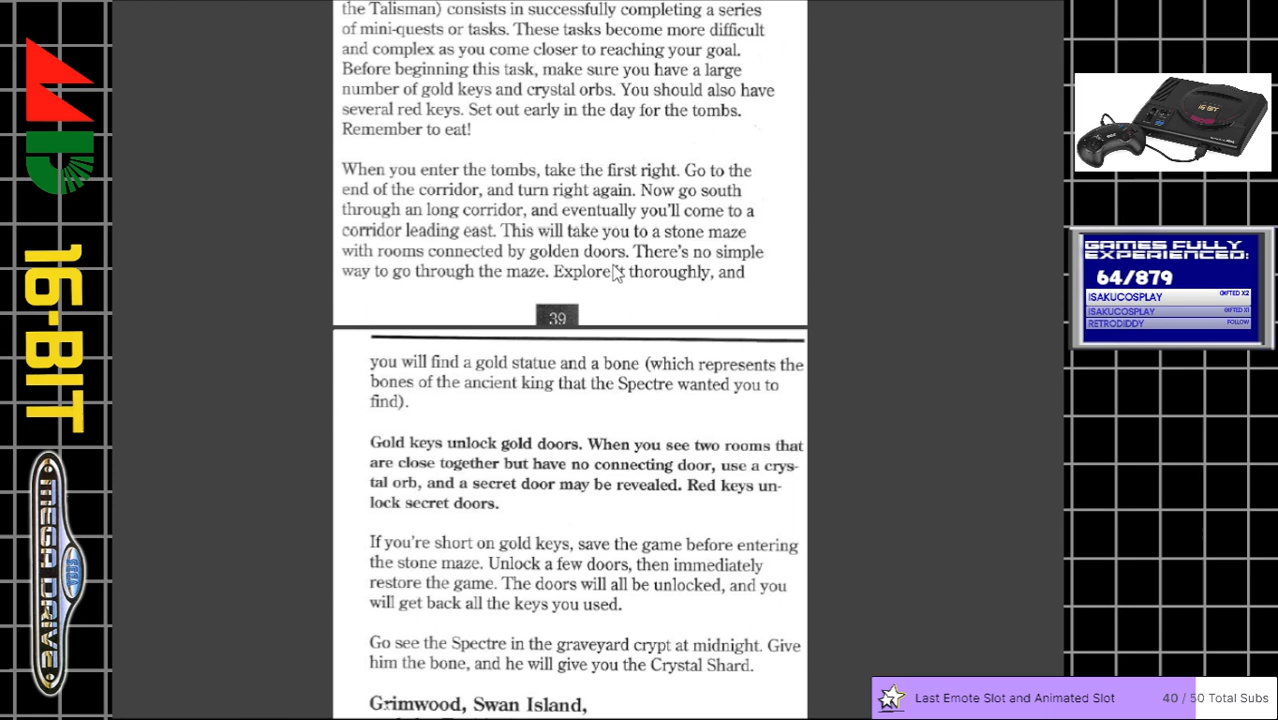 the Talisman) consists in successfully completing a series
of mini-quests or tasks. These tasks become more difficult
and complex as you come closer to reaching your goal.
Before beginning this task, make sure you have a large
number of gold keys and crystal orbs. You should also have
several red keys. Set out early in the day for the tombs.
Remember to eat!
When you enter the tombs, take the first right. Go to the
end of the corridor, and turn right again. Now go south
through an long corridor, and eventually you'll come to a
corridor leading east. This will take you to a stone maze
with rooms connected by golden doors. There's no simple
way to go through the maze. Explore it thoroughly, and
39
you will find a gold statue and a bone (which represents the
bones of the ancient king that the Spectre wanted you to
find).
Gold keys unlock gold doors. When you see two rooms that
are close together but have no connecting door, use a crys-
tal orb, and a secret door may be revealed. Red keys un-
lock secret doors.
If you're short on gold keys, save the game before entering
the stone maze. Unlock a few doors, then immediately
restore the game. The doors will all be unlocked, and you
will get back all the keys you used.
Go see the Spectre in the graveyard crypt at midnight. Give
him the bone, and he will give you the Crystal Shard.
Grimwood, Swan Island,
16-BIT
MEGA DRIVE
SEGA
16-BIT
GAMES FULLY
EXPERIENCED:
64/879
ISAKUCOSPLAY GIFTED X2
ISAKUCOSPLAY GIFTED X1
RETRODIDDY FOLLOW
Last Emote Slot and Animated Slot 40 / 50 Total Subs